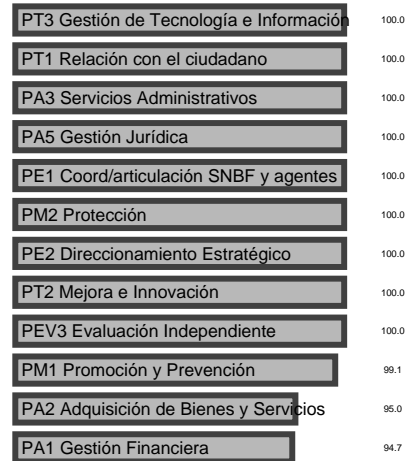 PT3 Gestión de Tecnología e Información 100.0
PT1 Relación con el ciudadano 100.0
PA3 Servicios Administrativos 100.0
PA5 Gestión Jurídica 100.0
PE1 Coord/articulación SNBF y agentes 100.0
PM2 Protección 100.0
PE2 Direccionamiento Estratégico 100.0
PT2 Mejora e Innovación 100.0
PEV3 Evaluación Independiente 100.0
PM1 Promoción y Prevención 99.1
PA2 Adquisición de Bienes y Servicios 95.0
PA1 Gestión Financiera 94.7